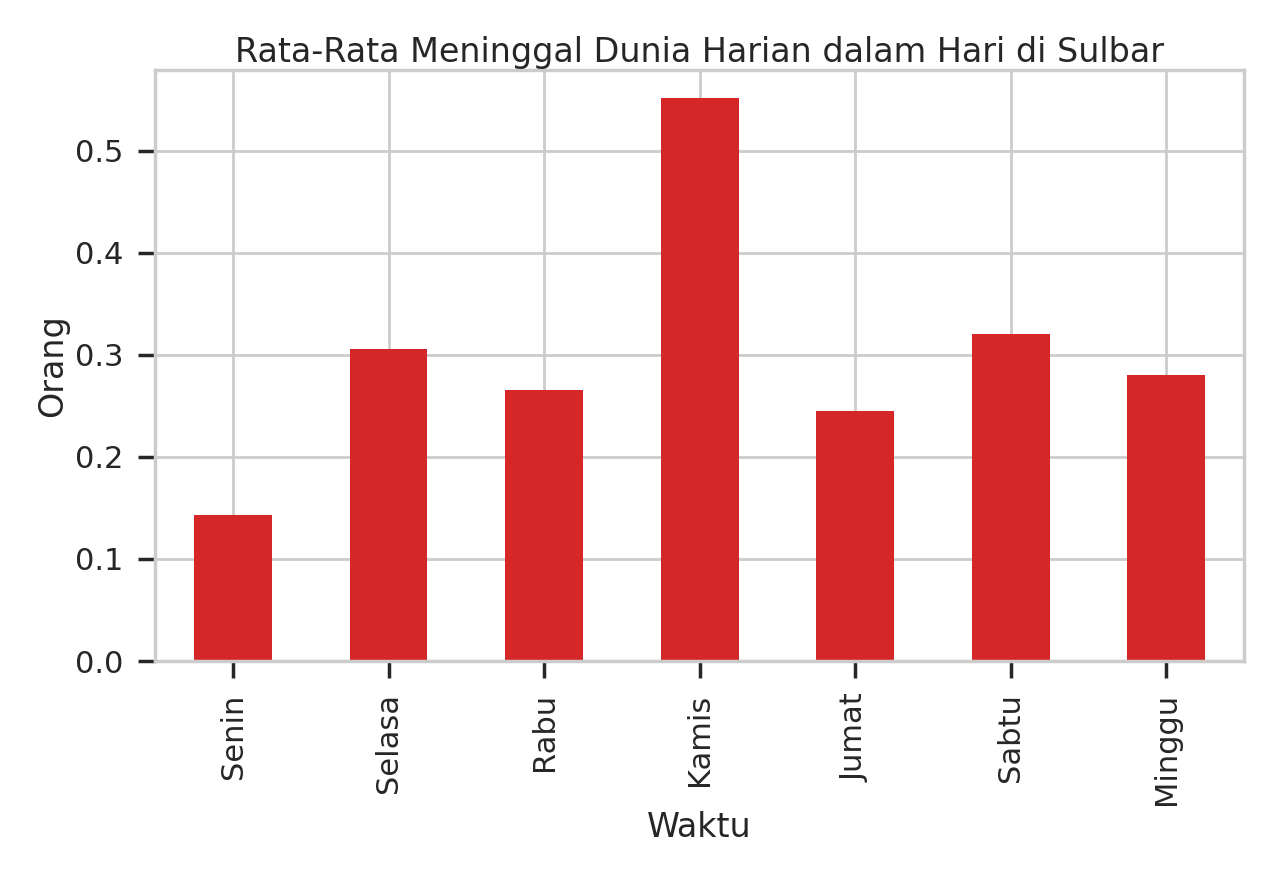 Rata-Rata Meninggal Dunia Harian dalam Hari di Sulbar
Orang
0.5
0.4
0.3
0.2
0.1
0.0
Senin
Selasa
Rabu
Kamis
Jumat
Sabtu
Minggu
Waktu